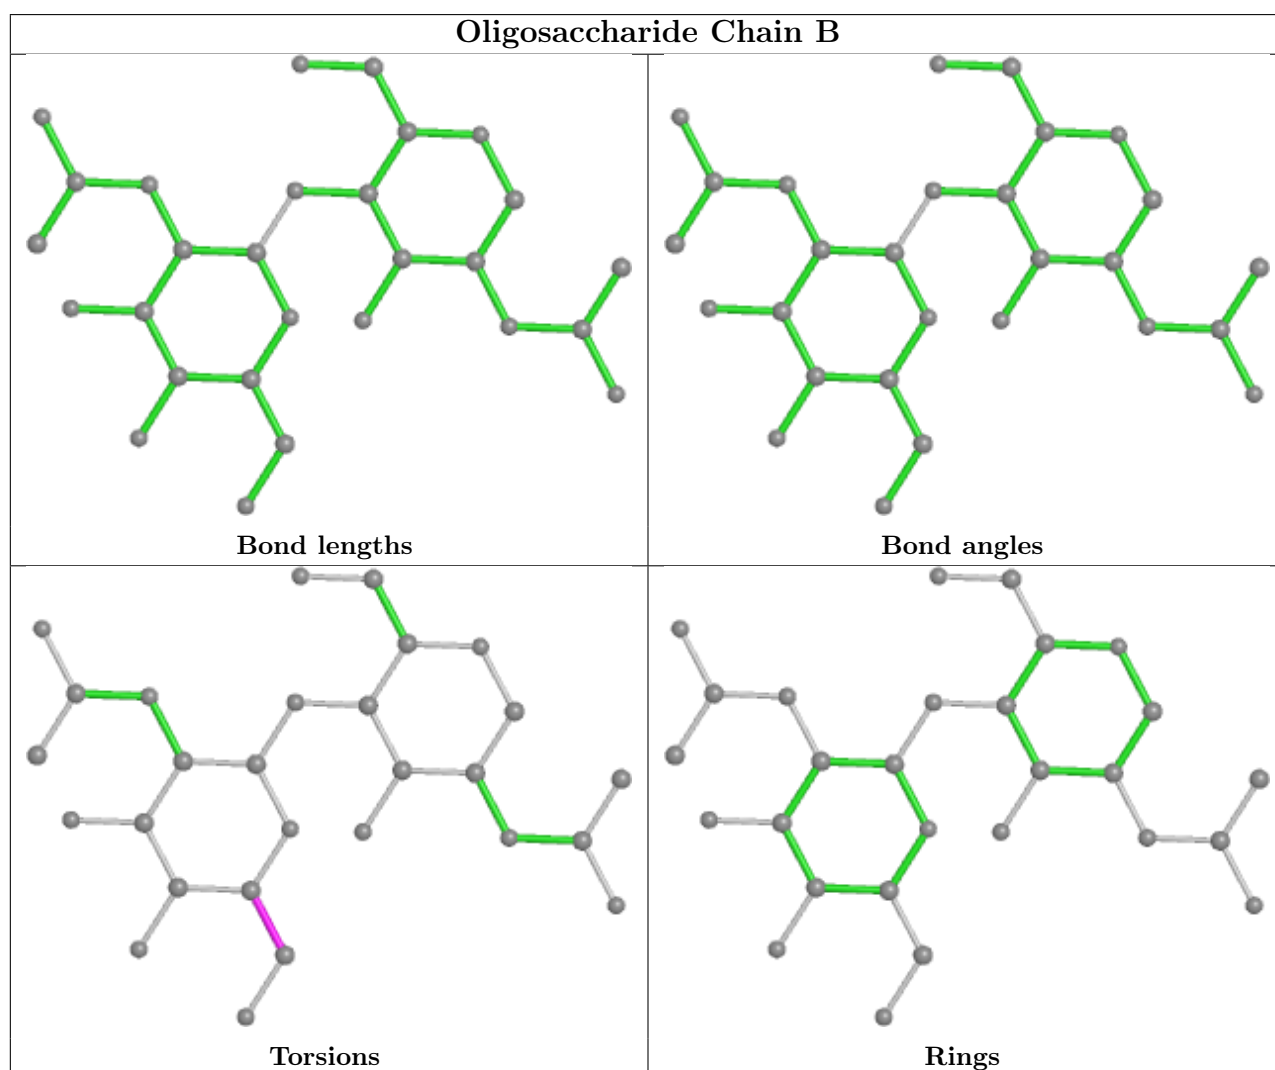 Oligosaccharide Chain B
Bond lengths
Bond angles
Torsions
Rings